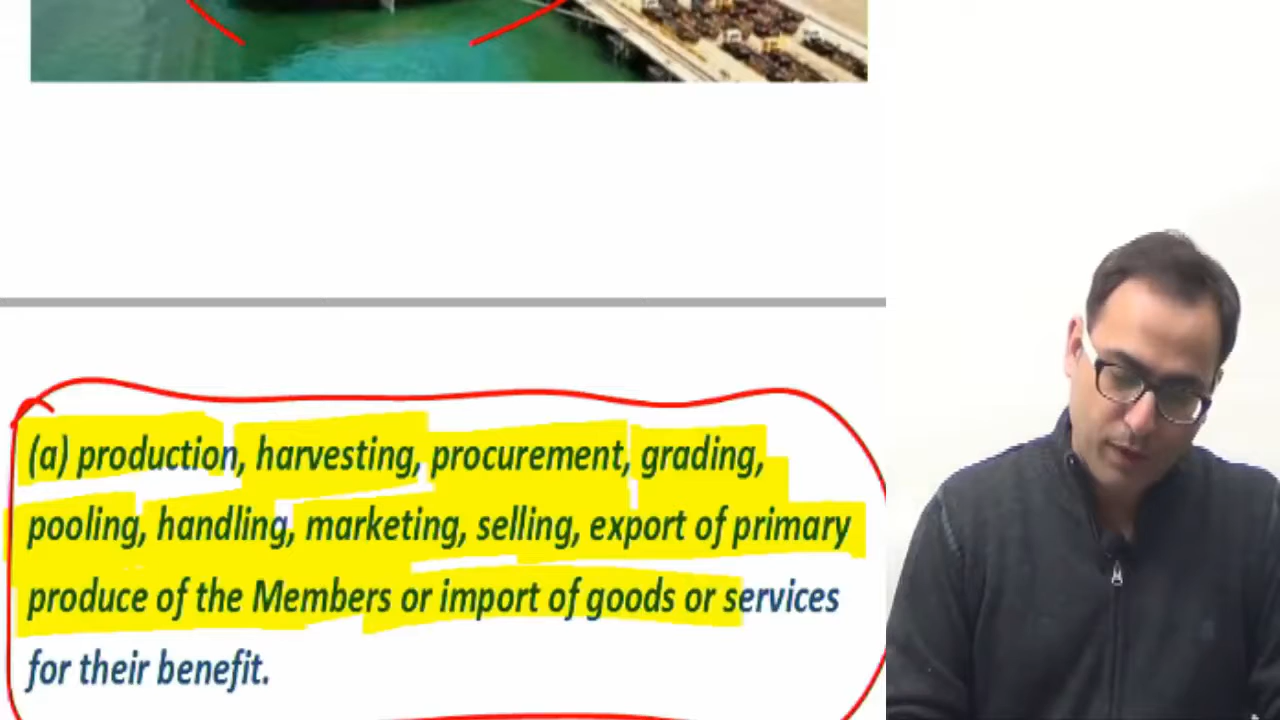 (a) production, harvesting, procurement, grading,
pooling, handling, marketing, selling, export of primary
produce of the Members or import of goods or services
for their benefit.